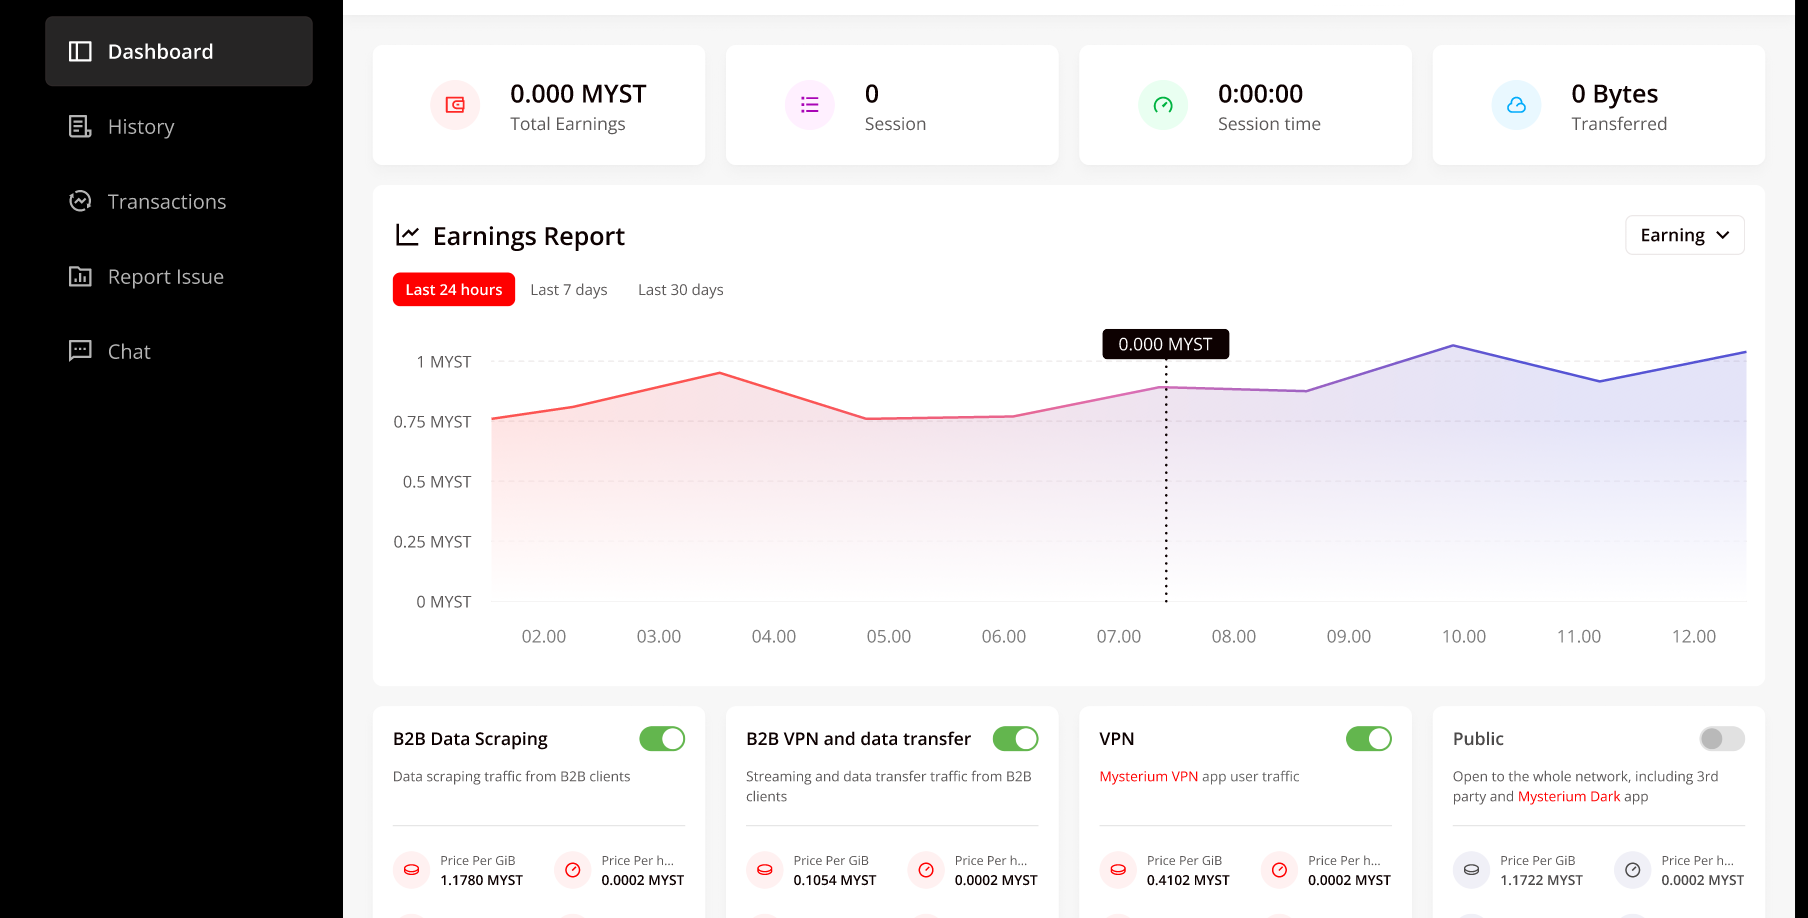 Dashboard
History
Transactions
Report Issue
Chat
0.000 MYST
Total Earnings
0
Session
0:00:00
Session time
0 Bytes
Transferred
Earnings Report
Earning
Last 24 hours
Last 7 days
Last 30 days
0.000 MYST
1 MYST
0.75 MYST
0.5 MYST
0.25 MYST
0 MYST
02.00
03.00
04.00
05.00
06.00
07.00
08.00
09.00
10.00
11.00
12.00
B2B Data Scraping
Data scraping traffic from B2B clients
Price Per GiB
1.1780 MYST
Price Per h...
0.0002 MYST
B2B VPN and data transfer
Streaming and data transfer traffic from B2B
clients
Price Per GiB
0.1054 MYST
Price Per h...
0.0002 MYST
VPN
Mysterium VPN app user traffic
Price Per GiB
0.4102 MYST
Price Per h...
0.0002 MYST
Public
Open to the whole network, including 3rd
party and Mysterium Dark app
Price Per GiB
1.1722 MYST
Price Per h...
0.0002 MYST